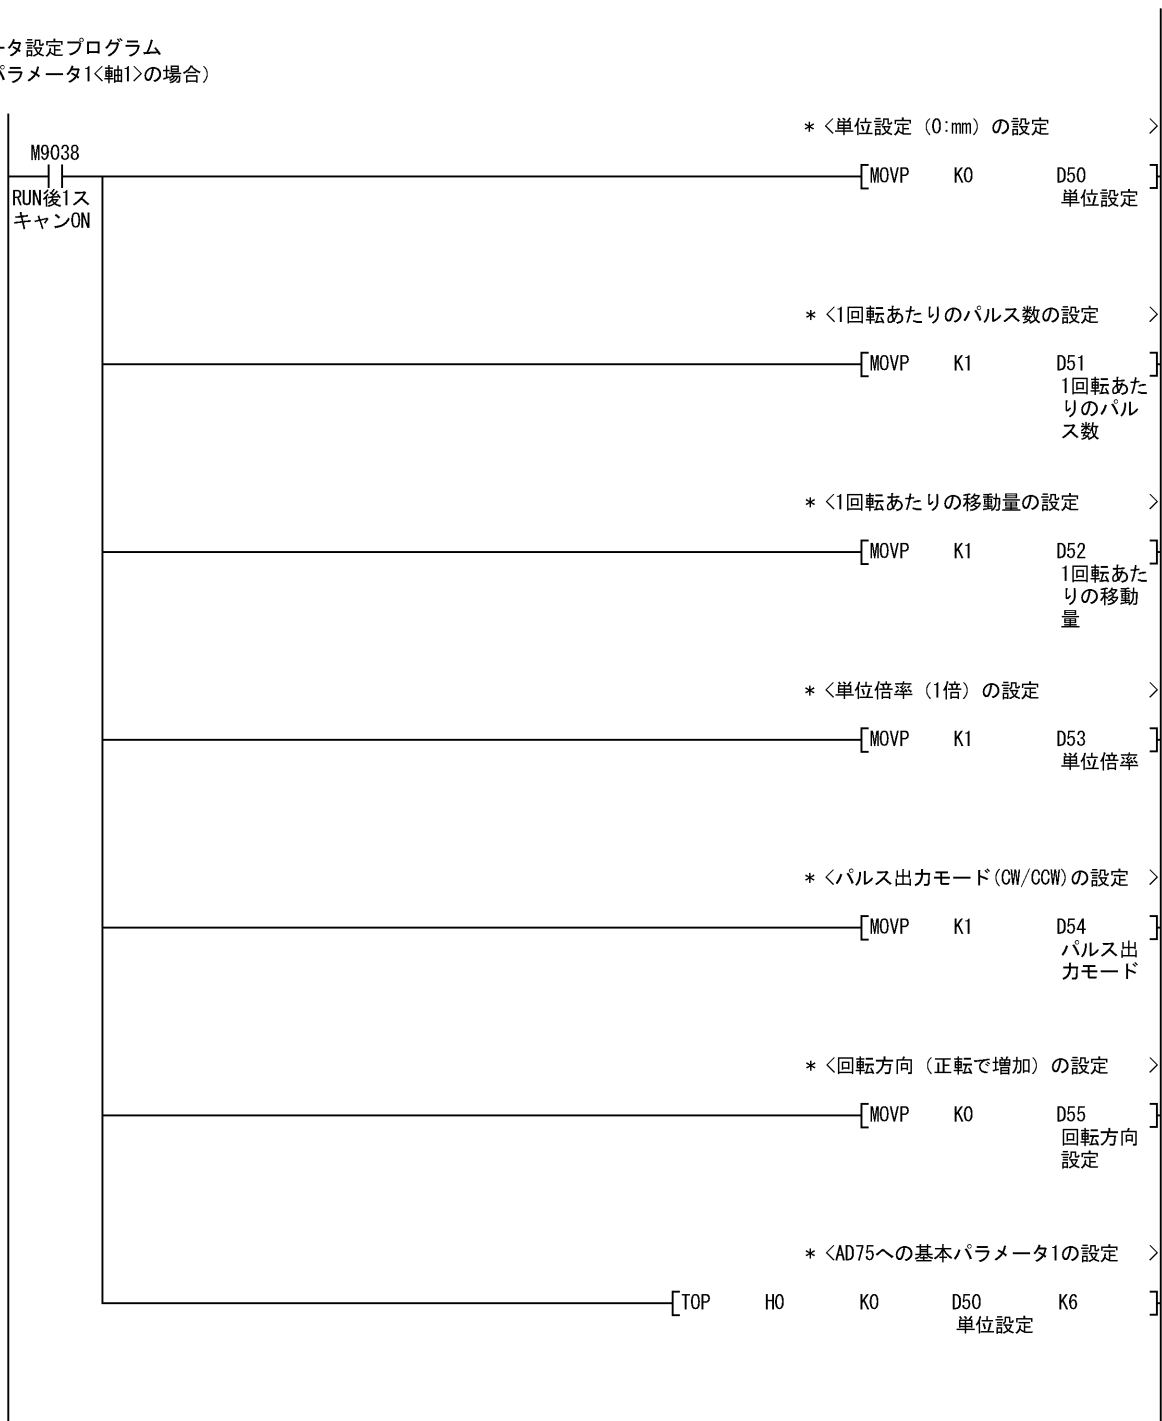 ータ設定プログラム
パラメータ1<軸1>の場合)
* <単位設定 (0:mm) の設定 >
M9038
MOVP K0 D50
RUN後1ス 単位設定
キャンON
* <1回転あたりのパルス数の設定 >
MOVP K1 D51
1回転あた
りのパル
ス数
* <1回転あたりの移動量の設定 >
MOVP K1 D52
1回転あた
りの移動
量
* <単位倍率 (1倍) の設定 >
MOVP K1 D53
単位倍率
* <パルス出力モード(CW/CCW)の設定 >
MOVP K1 D54
パルス出
力モード
* <回転方向 (正転で増加) の設定 >
MOVP K0 D55
回転方向
設定
* <AD75への基本パラメータ1の設定 >
TOP H0 K0 D50 K6
単位設定